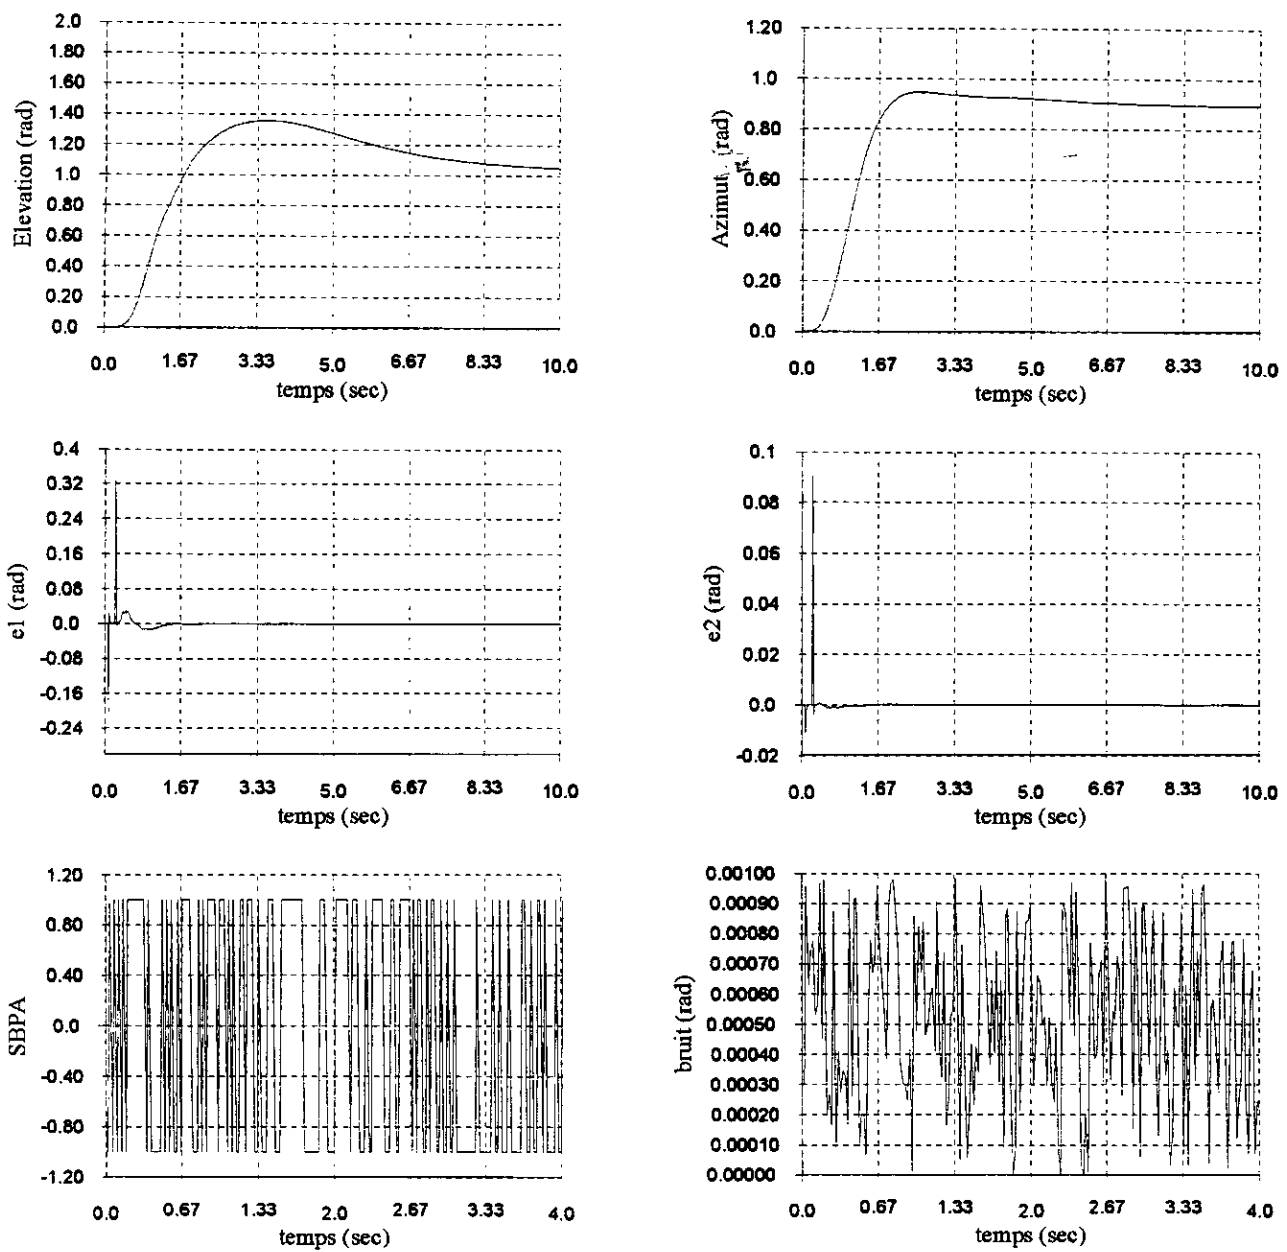 2.0
1.80
1.60
1.40
1.20
1.0
0.80
0.60
0.40
0.20
0.0
Elevation (rad)
0.0 1.67 3.33 5.0 6.67 8.33 10.0
temps (sec)
1.20
1.0
0.80
0.60
0.40
0.20
0.0
Azimut (rad)
0.0 1.67 3.33 5.0 6.67 8.33 10.0
temps (sec)
0.4
0.32
0.24
0.16
0.08
0.0
-0.08
-0.16
-0.24
e1 (rad)
0.0 1.67 3.33 5.0 6.67 8.33 10.0
temps (sec)
0.1
0.08
0.06
0.04
0.02
0.0
-0.02
e2 (rad)
0.0 1.67 3.33 5.0 6.67 8.33 10.0
temps (sec)
1.20
0.80
0.40
0.0
-0.40
-0.80
-1.20
SBPA
0.0 0.67 1.33 2.0 2.67 3.33 4.0
temps (sec)
0.00100
0.00090
0.00080
0.00070
0.00060
0.00050
0.00040
0.00030
0.00020
0.00010
0.00000
bruit (rad)
0.0 0.67 1.33 2.0 2.67 3.33 4.0
temps (sec)